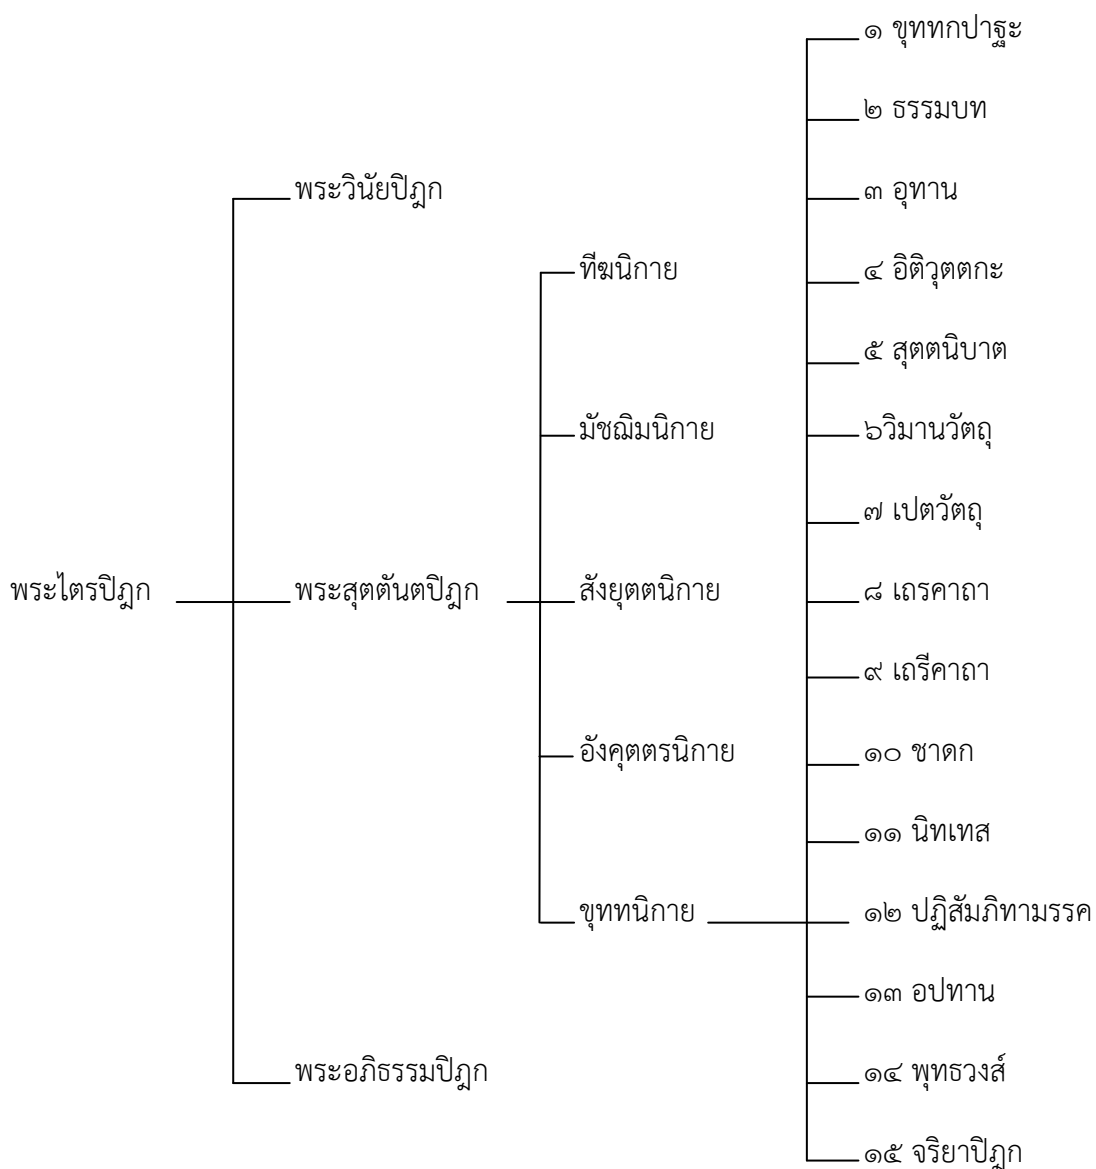 พระไตรปิฎก
พระวินัยปิฎก
พระสุตตันตปิฎก
พระอภิธรรมปิฎก
ทีฆนิกาย
มัชฌิมนิกาย
สังยุตตนิกาย
อังคุตตรนิกาย
ขุททนิกาย
๑ ขุททกปาฐะ
๒ ธรรมบท
๓ อุทาน
๔ อิติวุตตกะ
๕ สุตตนิบาต
๖วิมานวัตถุ
๗ เปตวัตถุ
๘ เถรคาถา
๙ เถรีคาถา
๑๐ ชาดก
๑๑ นิทเทส
๑๒ ปฏิสัมภิทามรรค
๑๓ อปทาน
๑๔ พุทธวงส์
๑๕ จริยาปิฎก